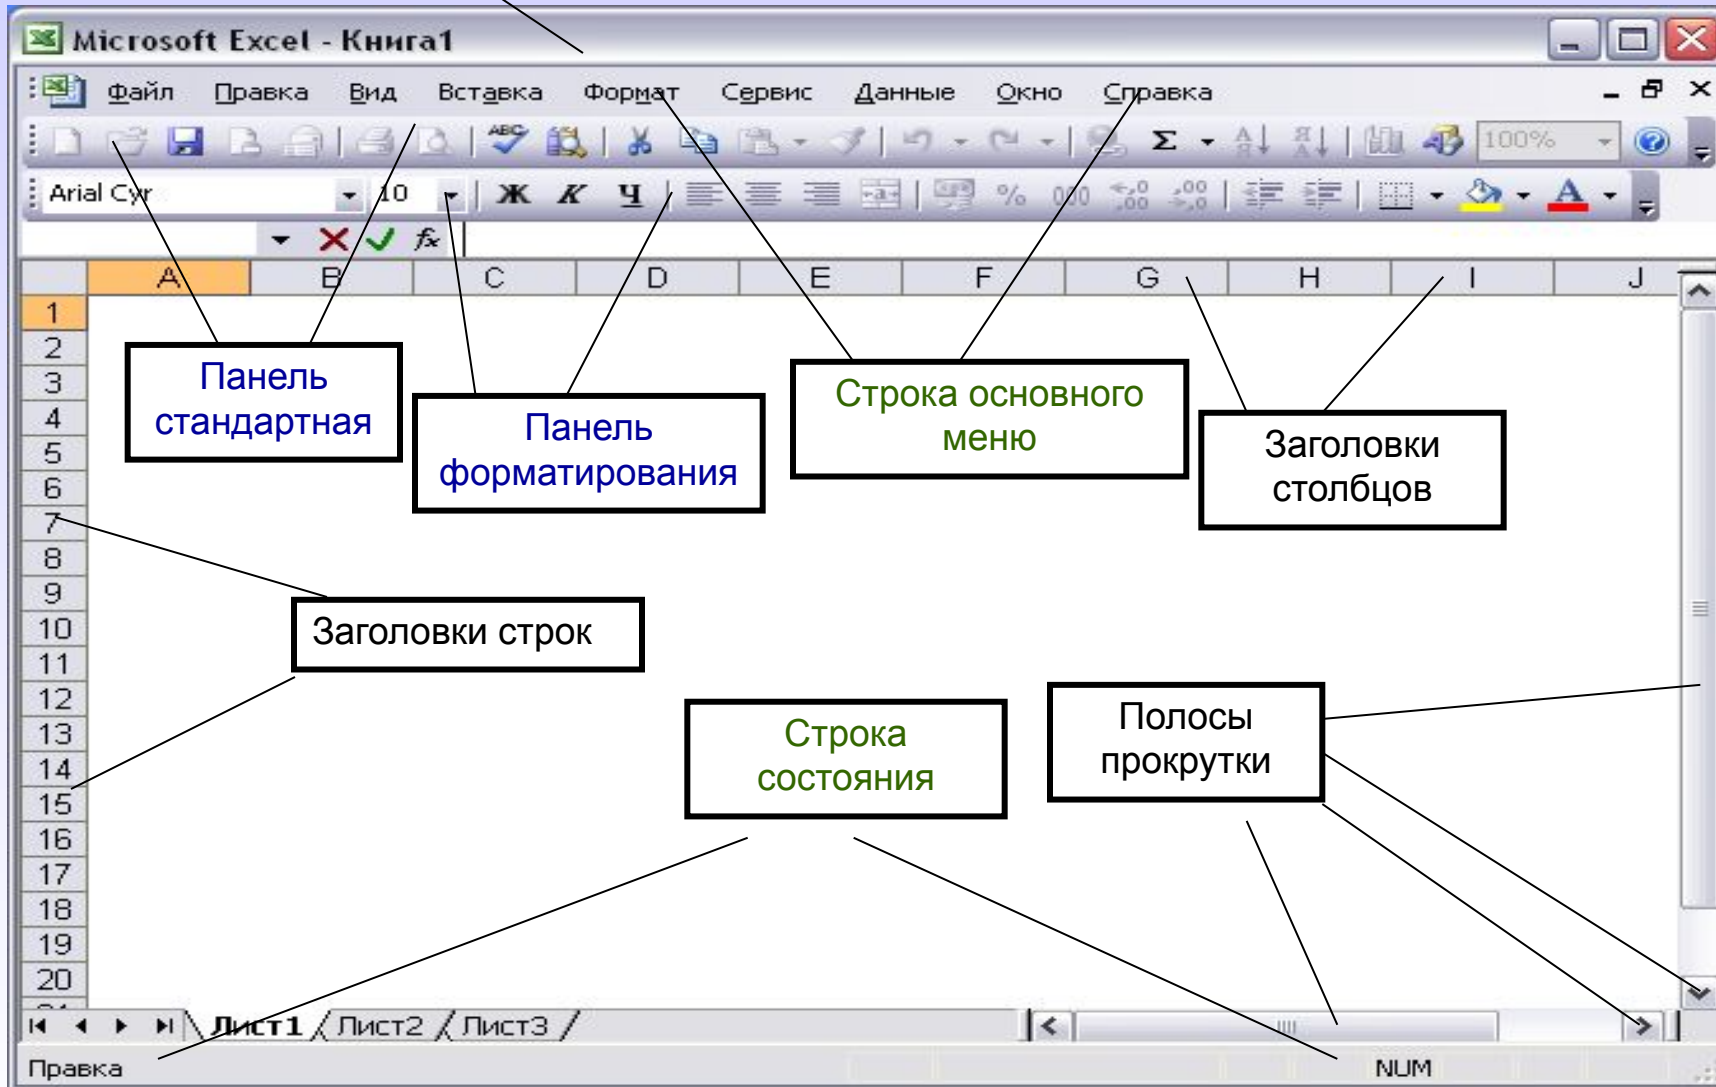 Microsoft Excel - Книга1
Файл Правка Вид Вставка Формат Сервис Данные Окно Справка
ABC Σ 100%
Arial Cyr 10 Ж К Ч % 000
fx
A B C D E F G H I J
1
2
3
4
5
6
7
8
9
10
11
12
13
14
15
16
17
18
19
20
Панель
стандартная
Панель
форматирования
Строка основного
меню
Заголовки
столбцов
Заголовки строк
Строка
состояния
Полосы
прокрутки
Лист1 Лист2 Лист3
Правка NUM